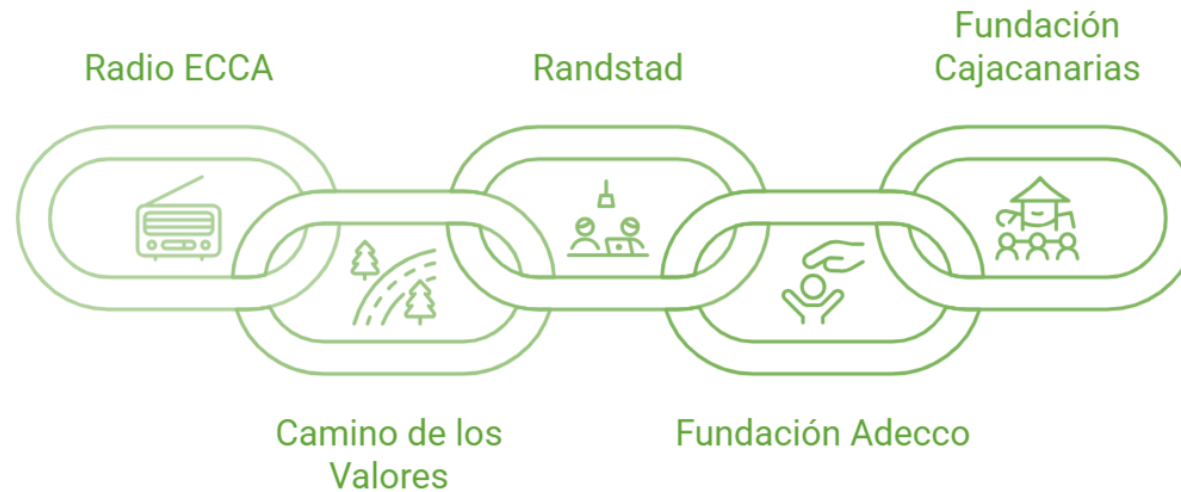 Radio ECCA
Camino de los
Valores
Randstad
Fundación Adecco
Fundación
Cajacanarias